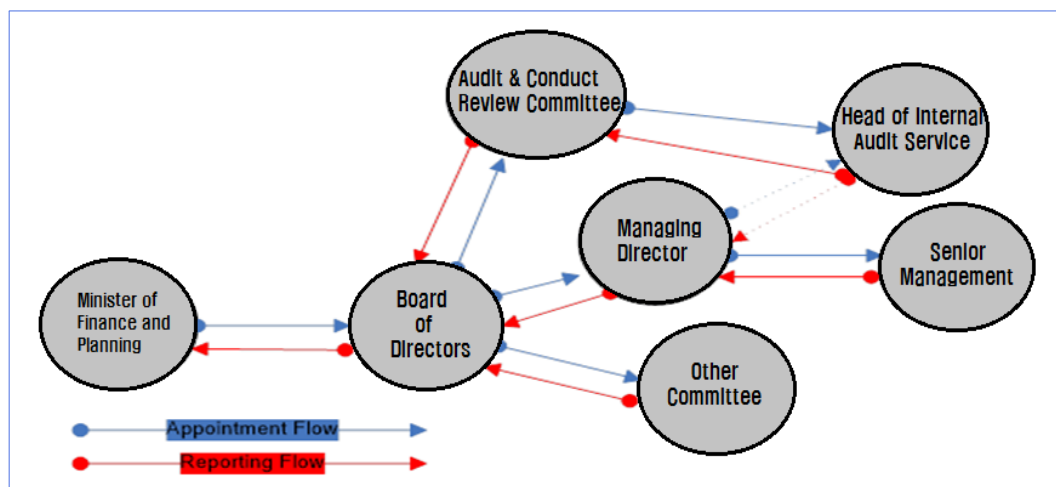 Audit & Conduct
Review Committee
Head of Internal
Audit Service
Managing
Director
Senior
Management
Minister of
Finance and
Planning
Board
of
Directors
Other
Committee
Appointment Flow
Reporting Flow